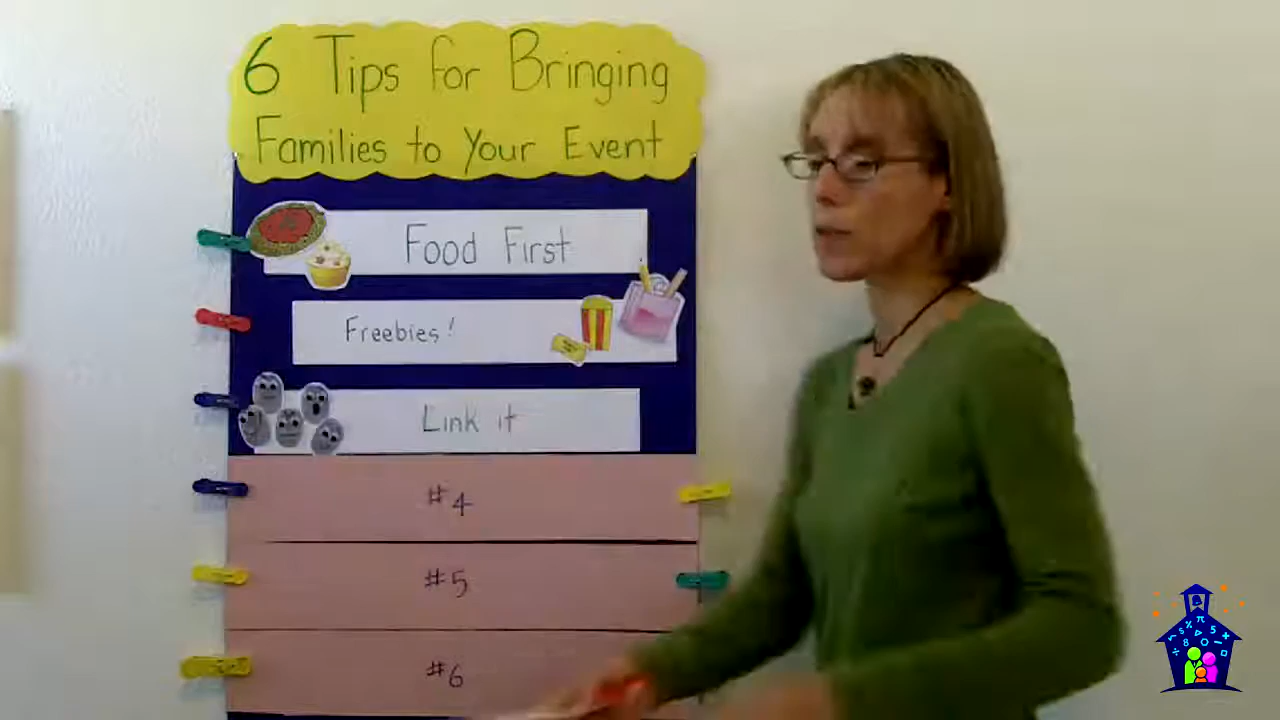 6 Tips for Bringing
Families to Your Event
Food First
Freebies!
Link it
#4
#5
#6